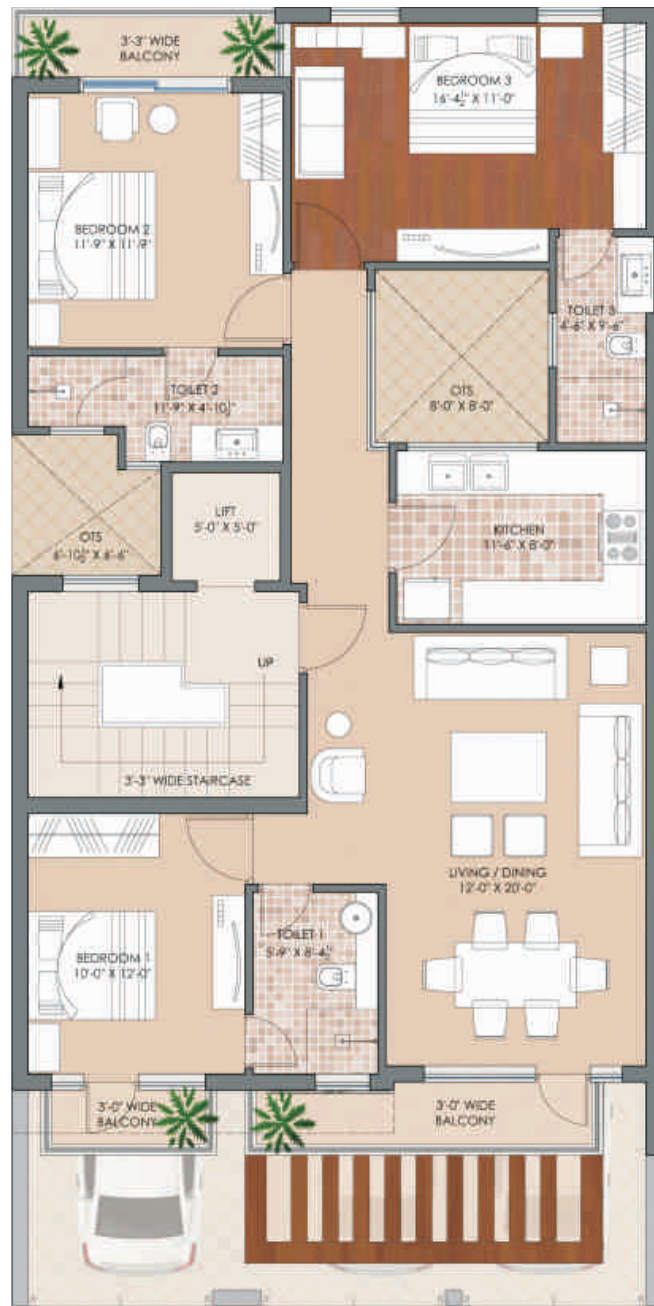 3'-3" WIDE
BALCONY
BEDROOM 3
16'-4½" X 11'-0"
BEDROOM 2
11'-9" X 11'-9"
TOILET 3
4'-6" X 9'-6"
TOILET 2
11'-9" X 4'-10½"
OTS
8'-0" X 8'-0"
LIFT
5'-0" X 5'-0"
KITCHEN
11'-6" X 8'-0"
OTS
6'-10½" X 6'-6"
UP
3'-3" WIDE STAIRCASE
LIVING / DINING
12'-0" X 20'-0"
TOILET 1
5'-9" X 8'-4½"
BEDROOM 1
10'-0" X 12'-0"
3'-0" WIDE
BALCONY
3'-0" WIDE
BALCONY